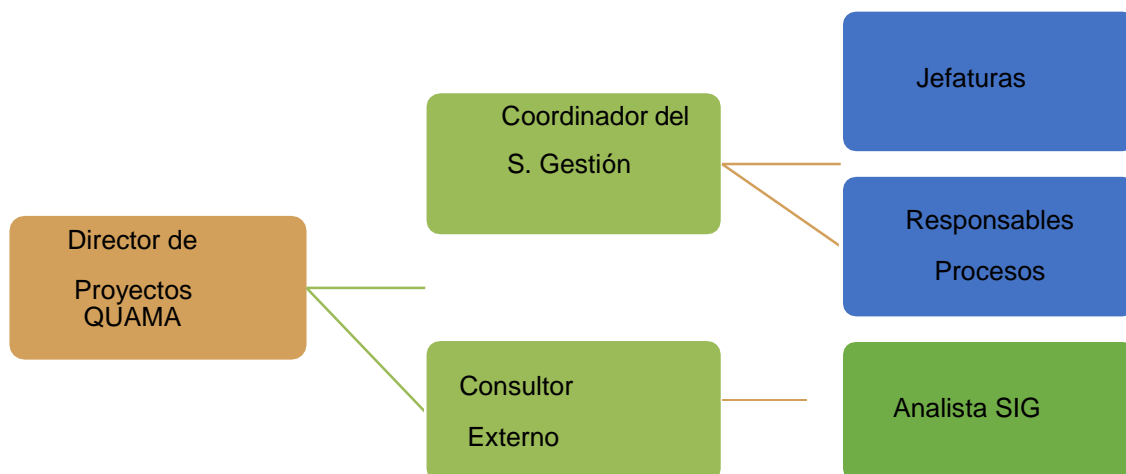 Director de
Proyectos
QUAMA
Coordinador del
S. Gestión
Consultor
Externo
Jefaturas
Responsables
Procesos
Analista SIG